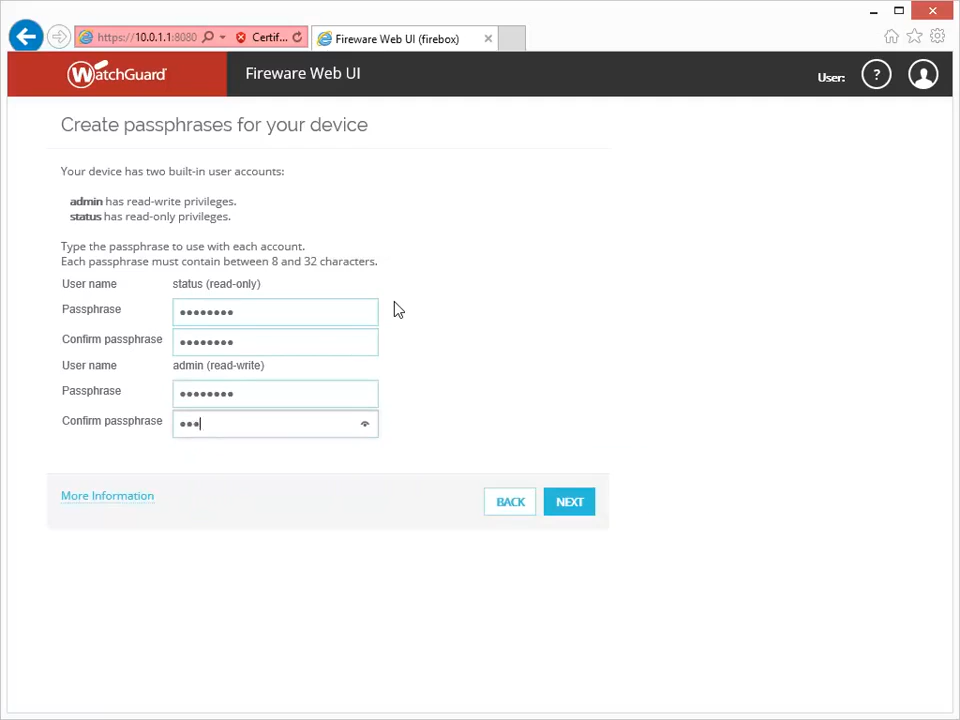 https://10.0.1.1:8080
Certif...
Fireware Web UI (firebox)
WatchGuard
Fireware Web UI
User:
?
Create passphrases for your device
Your device has two built-in user accounts:
admin has read-write privileges.
status has read-only privileges.
Type the passphrase to use with each account.
Each passphrase must contain between 8 and 32 characters.
User name status (read-only)
Passphrase ••••••••
Confirm passphrase ••••••••
User name admin (read-write)
Passphrase ••••••••
Confirm passphrase •••
More Information
BACK
NEXT